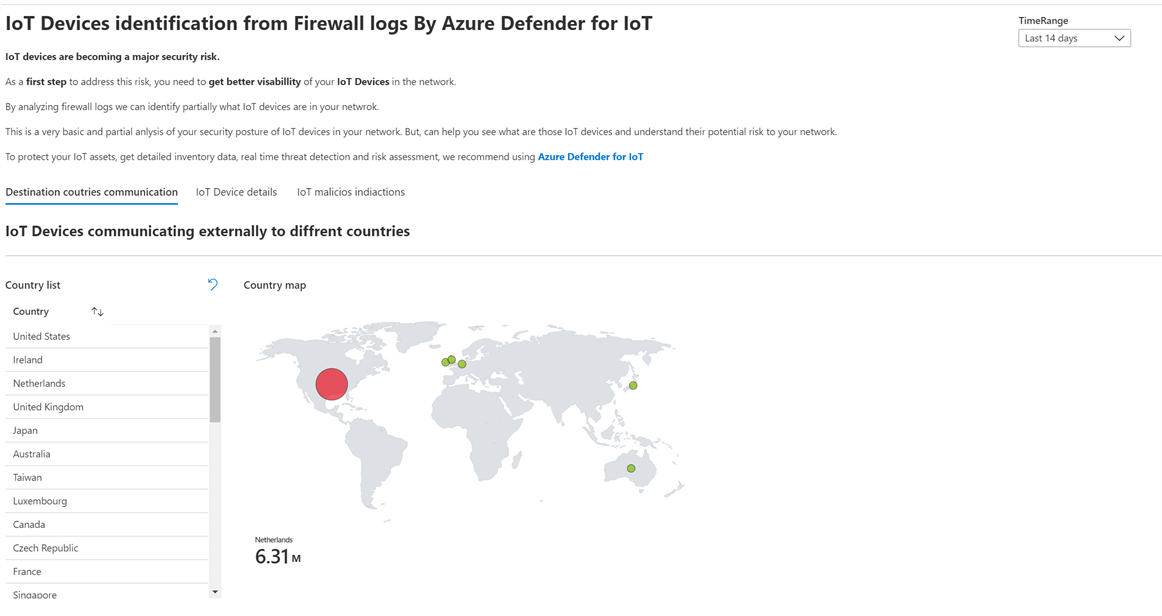 IoT Devices identification from Firewall logs By Azure Defender for IoT
TimeRange
Last 14 days
IoT devices are becoming a major security risk.
As a first step to address this risk, you need to get better visabillity of your IoT Devices in the network.
By analyzing firewall logs we can identify partially what IoT devices are in your netwrok.
This is a very basic and partial anlysis of your security posture of IoT devices in your network. But, can help you see what are those IoT devices and understand their potential risk to your network.
To protect your IoT assets, get detailed inventory data, real time threat detection and risk assessment, we recommend using Azure Defender for IoT
Destination coutries communication
IoT Device details
IoT malicios indiactions
IoT Devices communicating externally to diffrent countries
Country list
Country map
Country
United States
Ireland
Netherlands
United Kingdom
Japan
Australia
Taiwan
Luxembourg
Canada
Czech Republic
France
Singapore
Netherlands
6.31 M